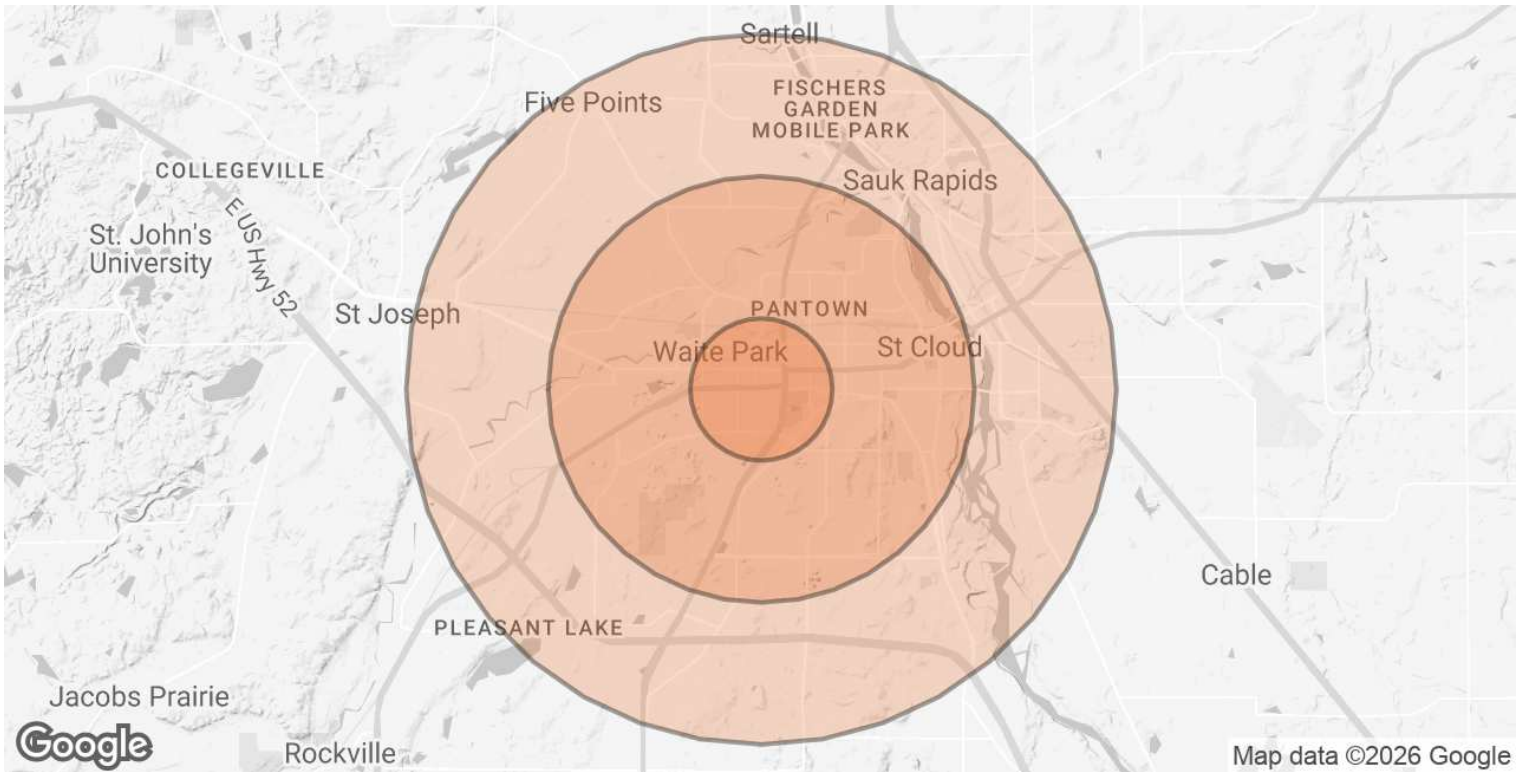 Sartell
Five Points
FISCHERS
GARDEN
MOBILE PARK
COLLEGEVILLE
Sauk Rapids
St. John's
University
E US Hwy 52
St Joseph
PANTOWN
Waite Park
St Cloud
Cable
PLEASANT LAKE
Jacobs Prairie
Rockville
Google
Map data ©2026 Google